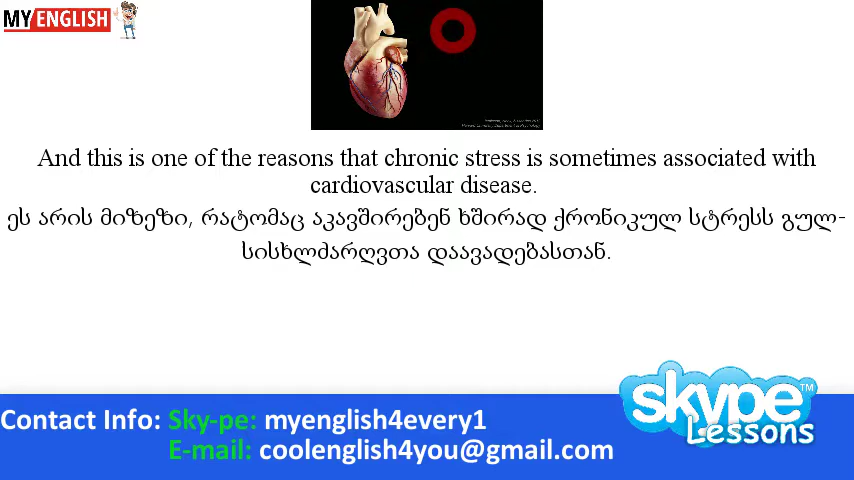 MY ENGLISH
And this is one of the reasons that chronic stress is sometimes associated with
cardiovascular disease.
ეს არის მიზეზი, რატომაც აკავშირებენ ხშირად ქრონიკულ სტრესს გულ-
სისხლძარღვთა დაავადებასთან.
skype™
Lessons
Contact Info: Sky-pe: myenglish4every1
E-mail: coolenglish4you@gmail.com